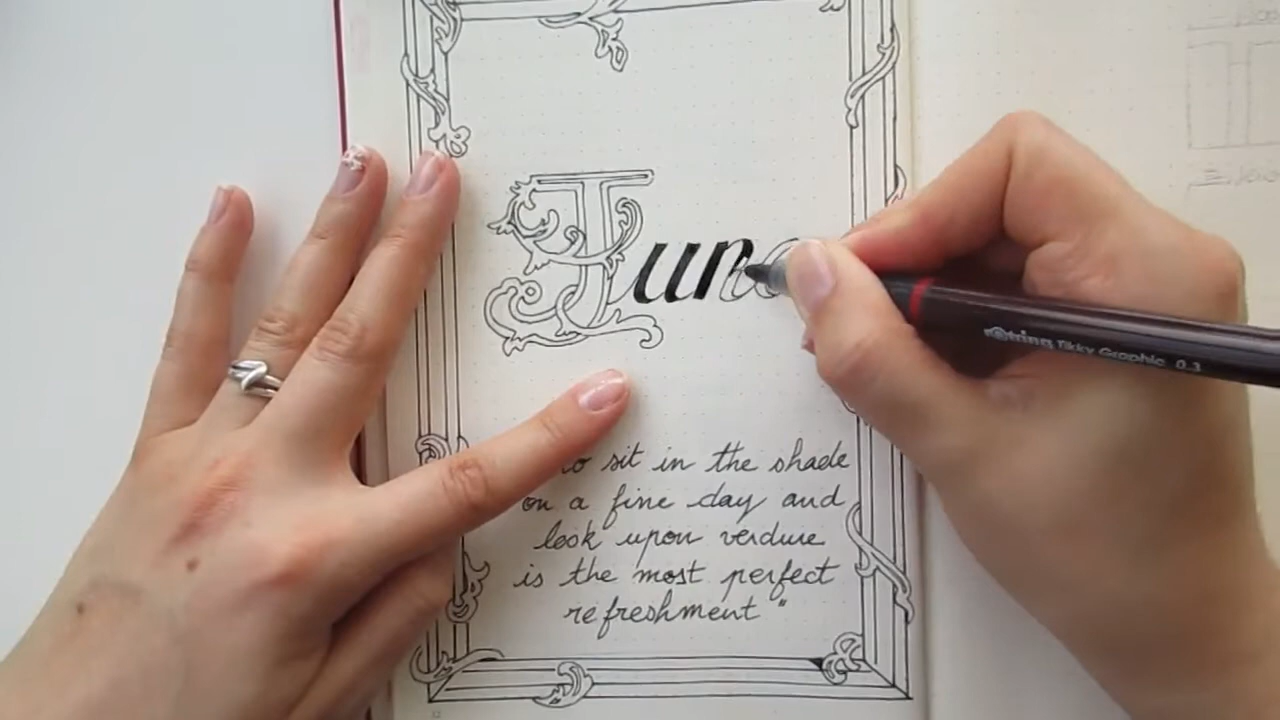 June
to sit in the shade
on a fine day and
look upon verdure
is the most perfect
refreshment"
rOtring Tikky Graphic 0.3